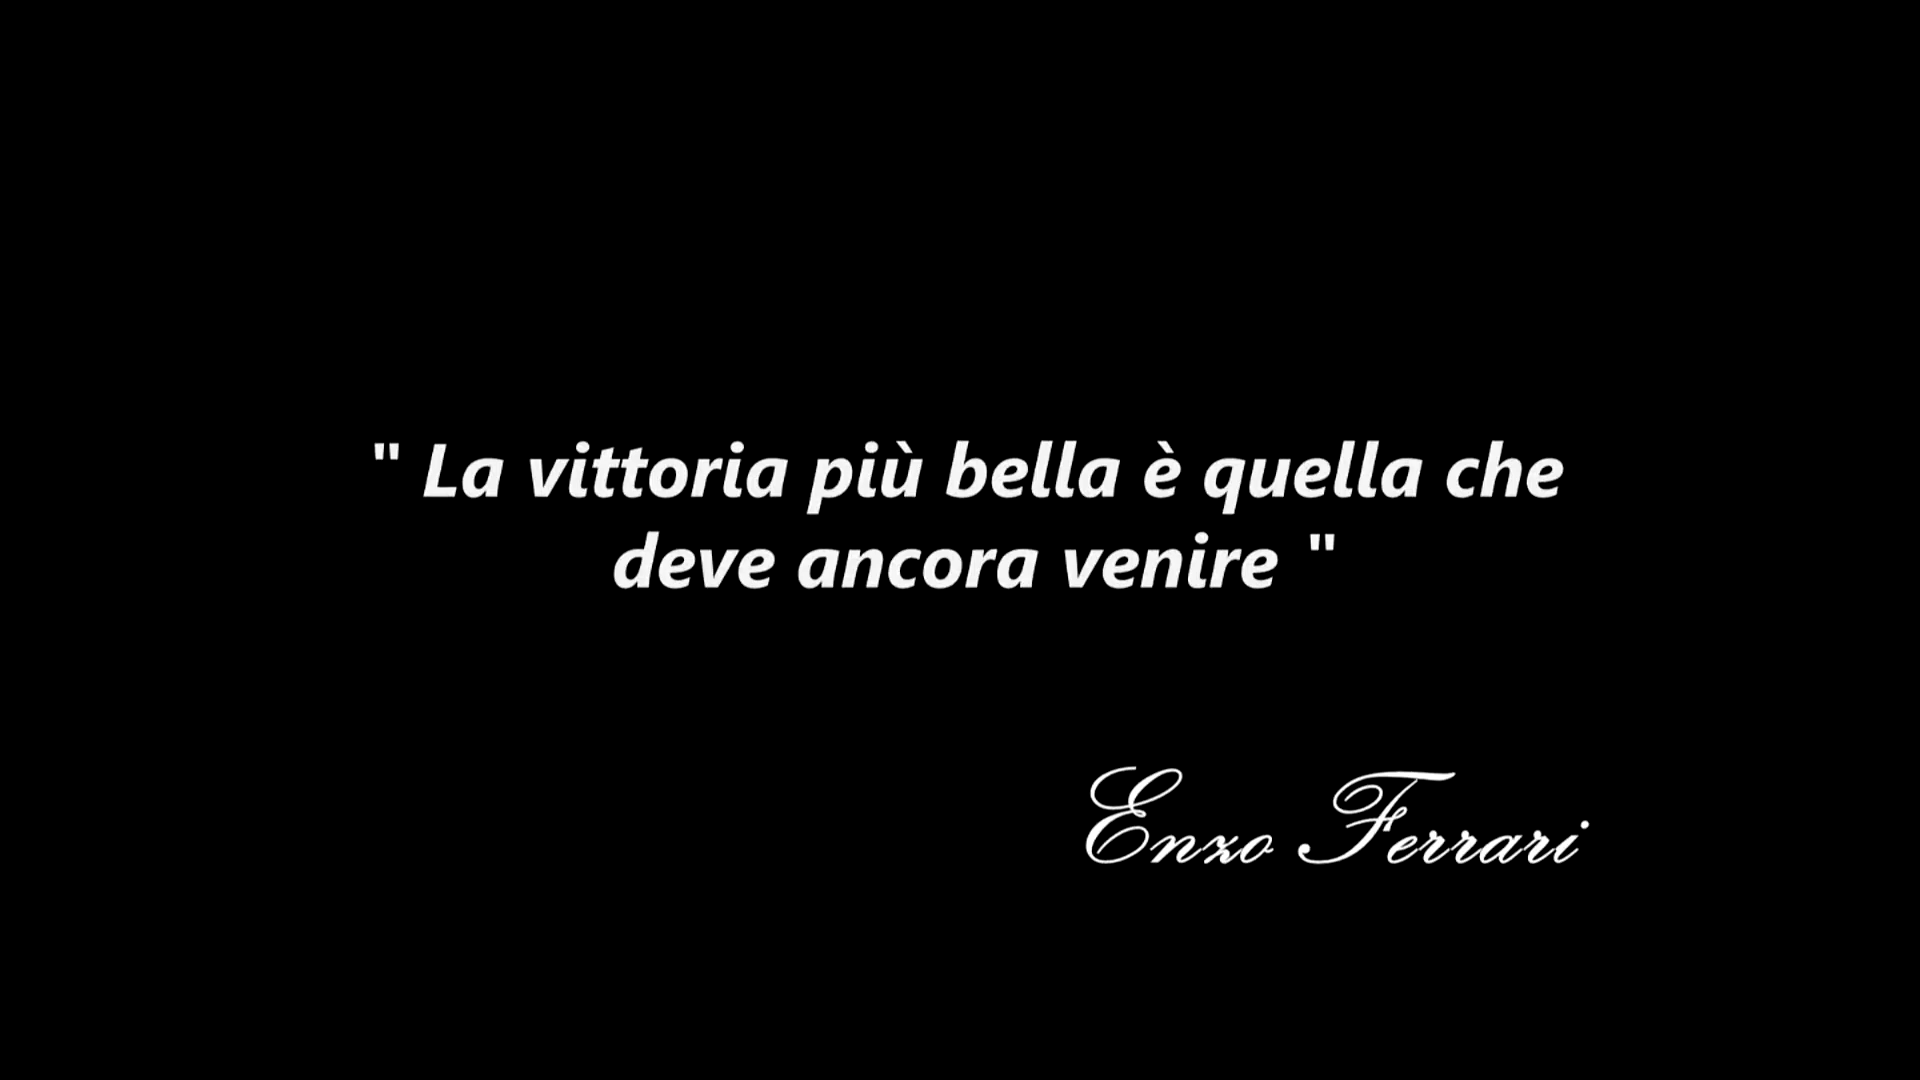 " La vittoria più bella è quella che
deve ancora venire "
Enzo Ferrari